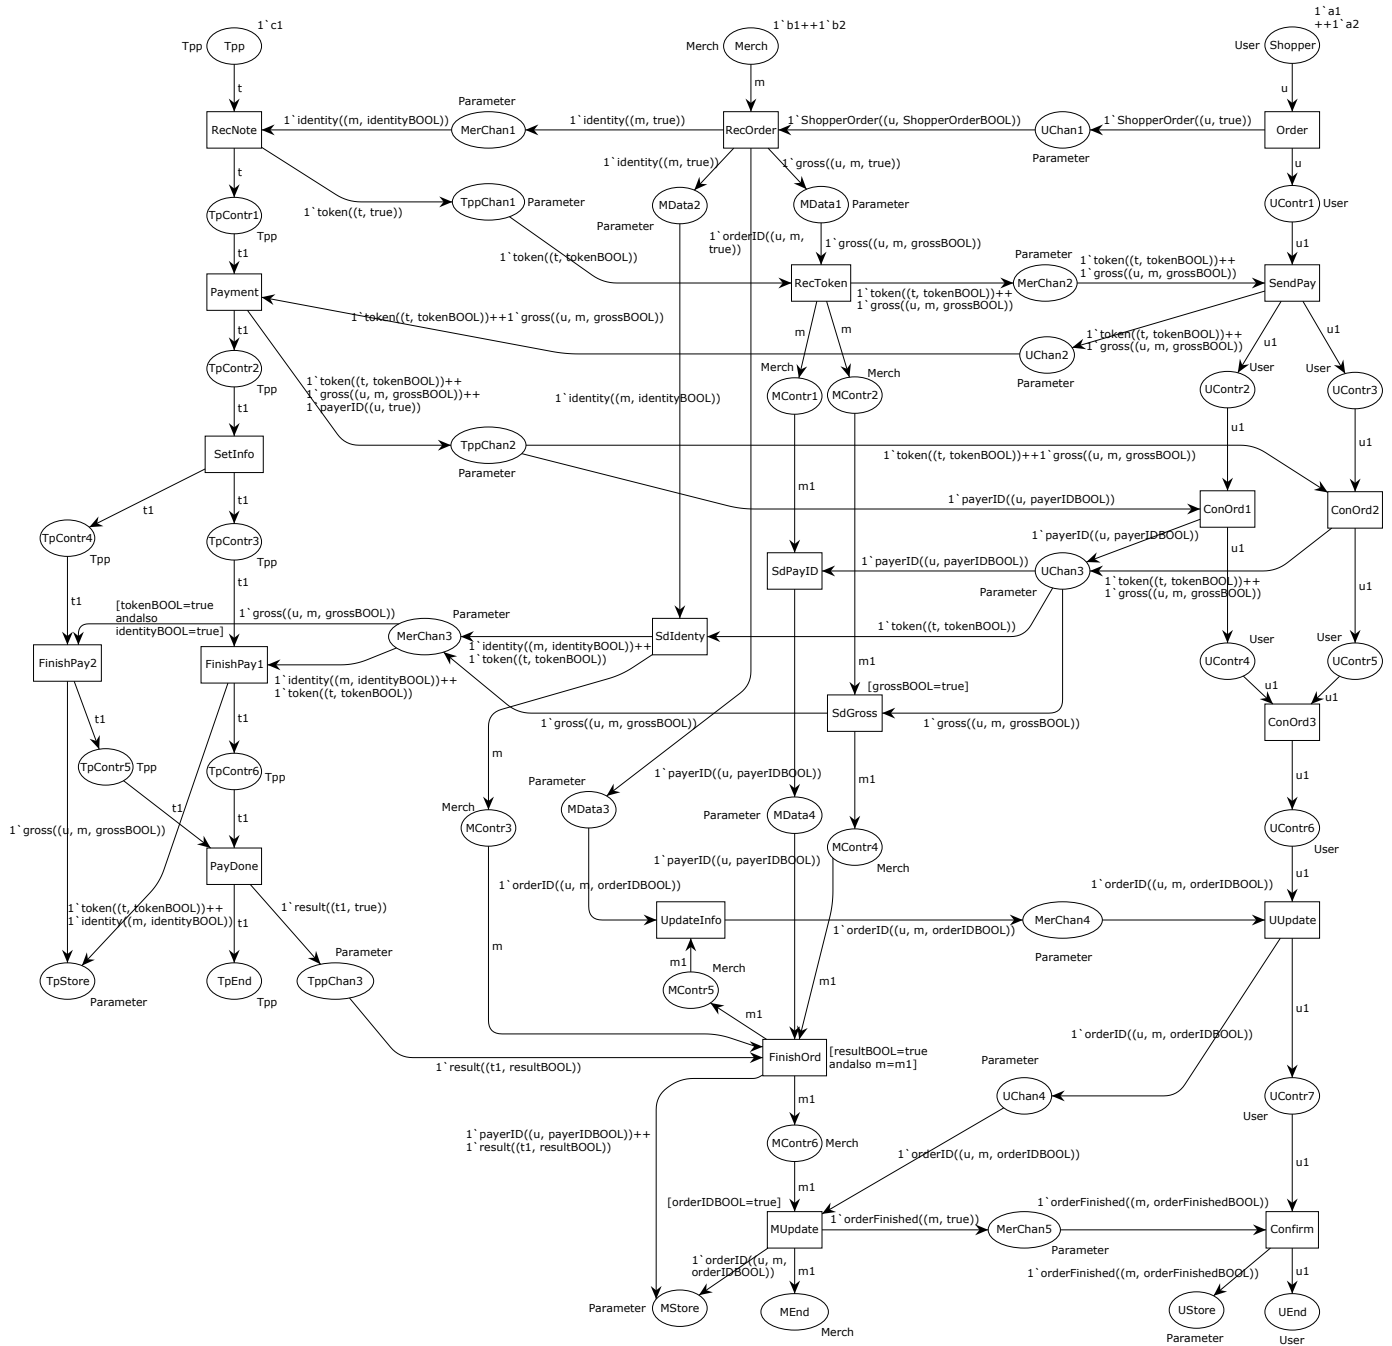 1`c1
1`b1++1`b2
1`a1
++1`a2
Tpp
Tpp
Merch
Merch
User
Shopper
t
m
u
Parameter
RecNote
1`identity((m, identityBOOL))
MerChan1
1`identity((m, true))
RecOrder
1`ShopperOrder((u, ShopperOrderBOOL))
UChan1
1`ShopperOrder((u, true))
Order
Parameter
t
1`identity((m, true))
1`gross((u, m, true))
u
TpContr1
Tpp
1`token((t, true))
TppChan1
Parameter
MData2
Parameter
MData1
Parameter
UContr1
User
t1
1`token((t, tokenBOOL))
1`orderID((u, m,
true))
1`gross((u, m, grossBOOL))
u1
Parameter
Payment
RecToken
1`token((t, tokenBOOL))++
1`gross((u, m, grossBOOL))
MerChan2
1`token((t, tokenBOOL))++
1`gross((u, m, grossBOOL))
SendPay
1`token((t, tokenBOOL))++1`gross((u, m, grossBOOL))
t1
m
m
UChan2
Parameter
1`token((t, tokenBOOL))++
1`gross((u, m, grossBOOL))
u1
u1
TpContr2
Tpp
1`token((t, tokenBOOL))++
1`gross((u, m, grossBOOL))++
1`payerID((u, true))
Merch
MContr1
Merch
MContr2
User
UContr2
User
UContr3
t1
1`identity((m, identityBOOL))
u1
u1
SetInfo
TppChan2
Parameter
1`token((t, tokenBOOL))++1`gross((u, m, grossBOOL))
t1
t1
m1
1`payerID((u, payerIDBOOL))
ConOrd1
ConOrd2
TpContr4
Tpp
TpContr3
Tpp
1`payerID((u, payerIDBOOL))
u1
u1
SdPayID
1`payerID((u, payerIDBOOL))
UChan3
Parameter
1`token((t, tokenBOOL))++
1`gross((u, m, grossBOOL))
t1
t1
[tokenBOOL=true
andalso
identityBOOL=true]
1`gross((u, m, grossBOOL))
Parameter
MerChan3
SdIdenty
1`token((t, tokenBOOL))
1`identity((m, identityBOOL))++
1`token((t, tokenBOOL))
User
User
FinishPay2
FinishPay1
1`identity((m, identityBOOL))++
1`token((t, tokenBOOL))
m1
UContr4
UContr5
[grossBOOL=true]
u1
u1
t1
t1
1`gross((u, m, grossBOOL))
SdGross
1`gross((u, m, grossBOOL))
ConOrd3
m
TpContr5
Tpp
TpContr6
Tpp
Parameter
1`payerID((u, payerIDBOOL))
m1
u1
Merch
MContr3
MData3
Parameter
MData4
t1
t1
1`gross((u, m, grossBOOL))
UContr6
User
MContr4
Merch
PayDone
1`payerID((u, payerIDBOOL))
1`orderID((u, m, orderIDBOOL))
1`orderID((u, m, orderIDBOOL))
u1
1`token((t, tokenBOOL))++
1`identity((m, identityBOOL))
1`result((t1, true))
t1
UpdateInfo
1`orderID((u, m, orderIDBOOL))
MerChan4
Parameter
UUpdate
Parameter
m
m1
Merch
TpStore
Parameter
TpEnd
Tpp
TppChan3
MContr5
m1
m1
u1
1`orderID((u, m, orderIDBOOL))
FinishOrd
[resultBOOL=true
andalso m=m1]
1`result((t1, resultBOOL))
Parameter
UChan4
UContr7
User
m1
1`payerID((u, payerIDBOOL))++
1`result((t1, resultBOOL))
MContr6
Merch
1`orderID((u, m, orderIDBOOL))
u1
m1
[orderIDBOOL=true]
1`orderFinished((m, orderFinishedBOOL))
MUpdate
1`orderFinished((m, true))
MerChan5
Parameter
Confirm
1`orderID((u, m,
orderIDBOOL))
m1
1`orderFinished((m, orderFinishedBOOL))
u1
Parameter
MStore
MEnd
Merch
UStore
Parameter
UEnd
User